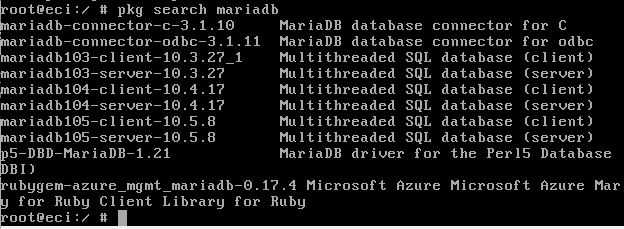 root@eci:/ # pkg search mariadb
mariadb-connector-c-3.1.10     MariaDB database connector for C
mariadb-connector-odbc-3.1.11  MariaDB database connector for odbc
mariadb103-client-10.3.27_1    Multithreaded SQL database (client)
mariadb103-server-10.3.27      Multithreaded SQL database (server)
mariadb104-client-10.4.17      Multithreaded SQL database (client)
mariadb104-server-10.4.17      Multithreaded SQL database (server)
mariadb105-client-10.5.8       Multithreaded SQL database (client)
mariadb105-server-10.5.8       Multithreaded SQL database (server)
p5-DBD-MariaDB-1.21            MariaDB driver for the Perl5 Database
DBI)
rubygem-azure_mgmt_mariadb-0.17.4 Microsoft Azure Microsoft Azure Mar
y for Ruby Client Library for Ruby
root@eci:/ #